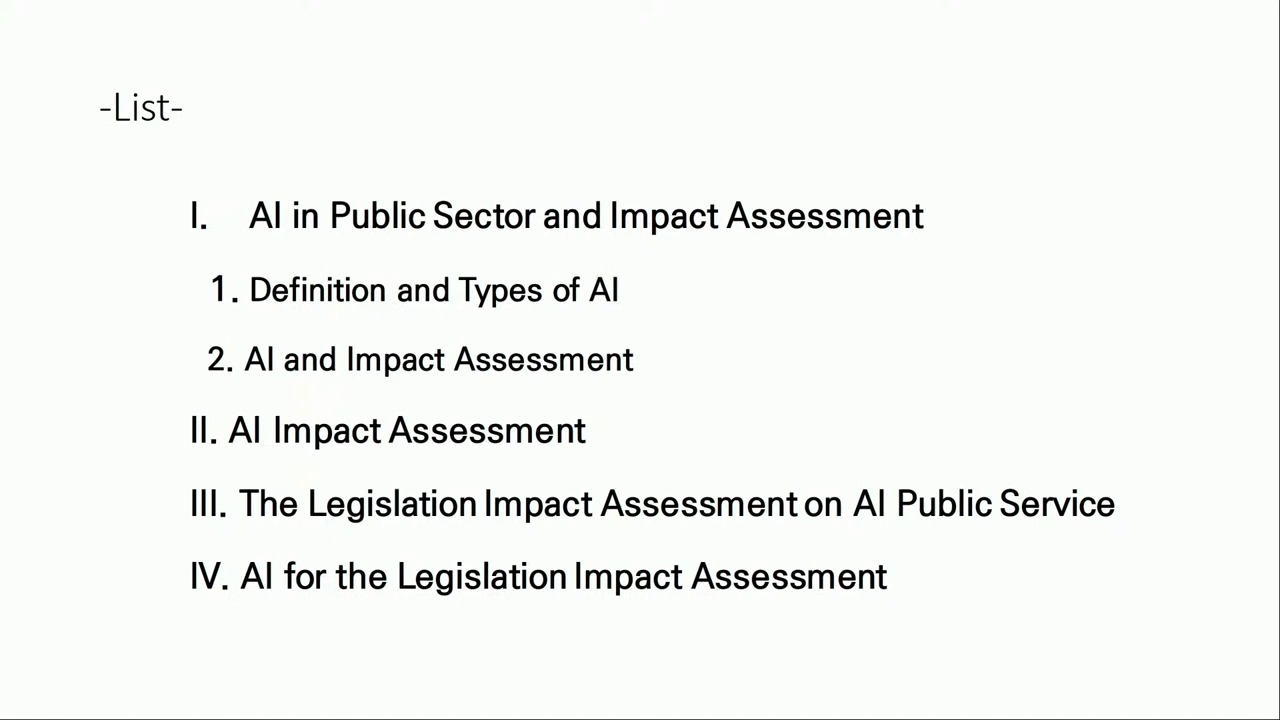 -List-
I. AI in Public Sector and Impact Assessment
1. Definition and Types of AI
2. AI and Impact Assessment
II. AI Impact Assessment
III. The Legislation Impact Assessment on AI Public Service
IV. AI for the Legislation Impact Assessment